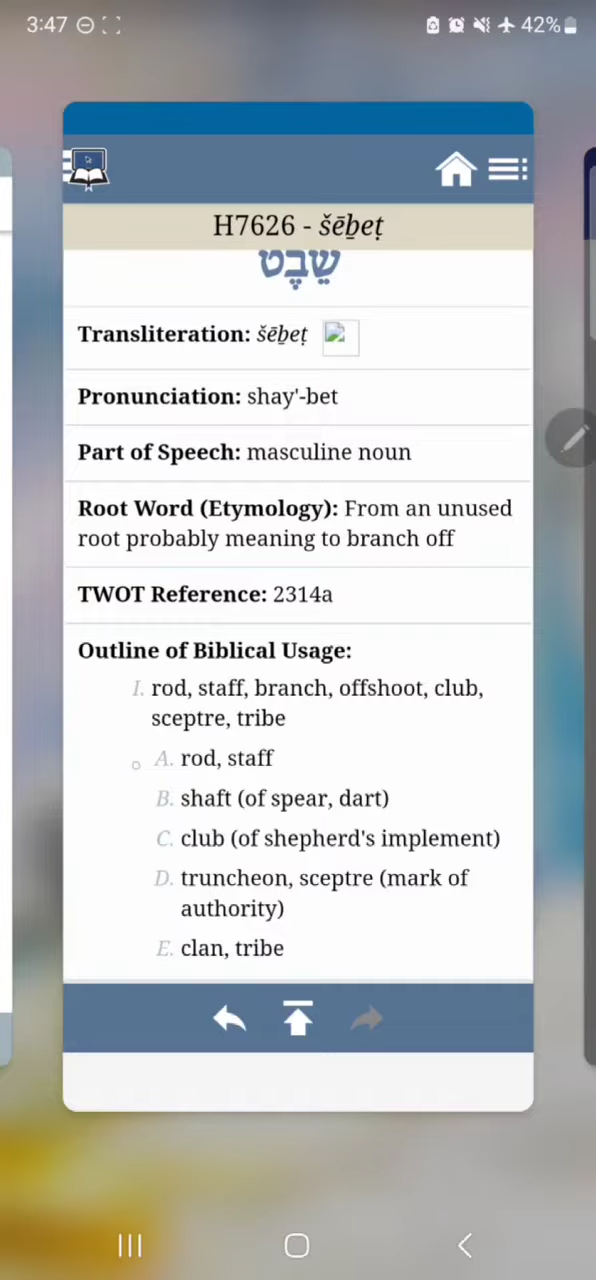 3:47
42%
H7626 - šēḇeṭ
שֵׁבֶט
Transliteration: šēḇeṭ
Pronunciation: shay'-bet
Part of Speech: masculine noun
Root Word (Etymology): From an unused
root probably meaning to branch off
TWOT Reference: 2314a
Outline of Biblical Usage:
I. rod, staff, branch, offshoot, club,
sceptre, tribe
A. rod, staff
B. shaft (of spear, dart)
C. club (of shepherd's implement)
D. truncheon, sceptre (mark of
authority)
E. clan, tribe